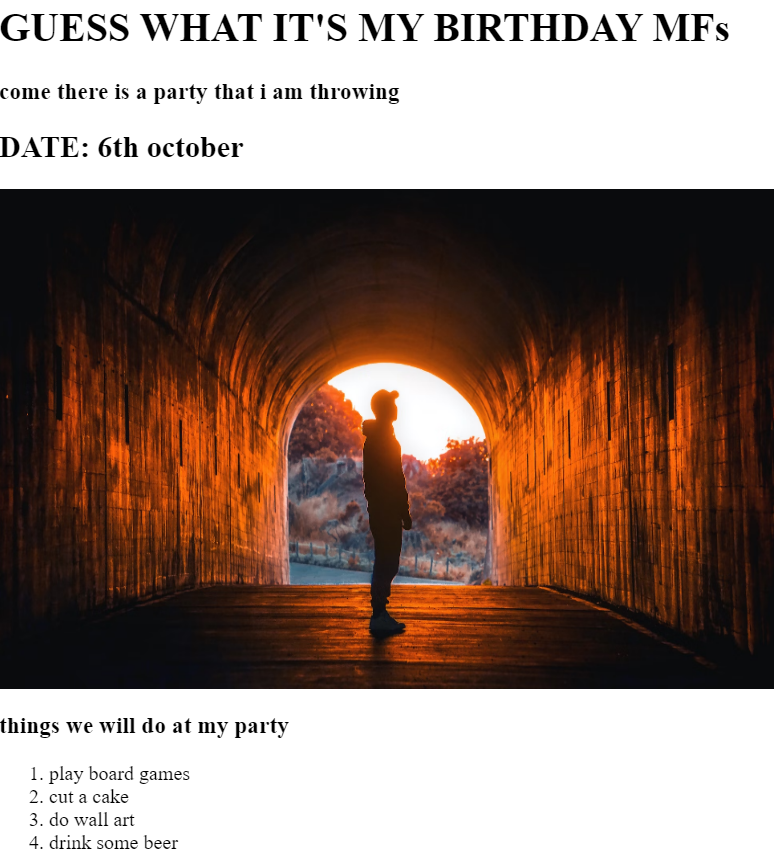 GUESS WHAT IT'S MY BIRTHDAY MFs
come there is a party that i am throwing
DATE: 6th october
things we will do at my party
1. play board games
2. cut a cake
3. do wall art
4. drink some beer